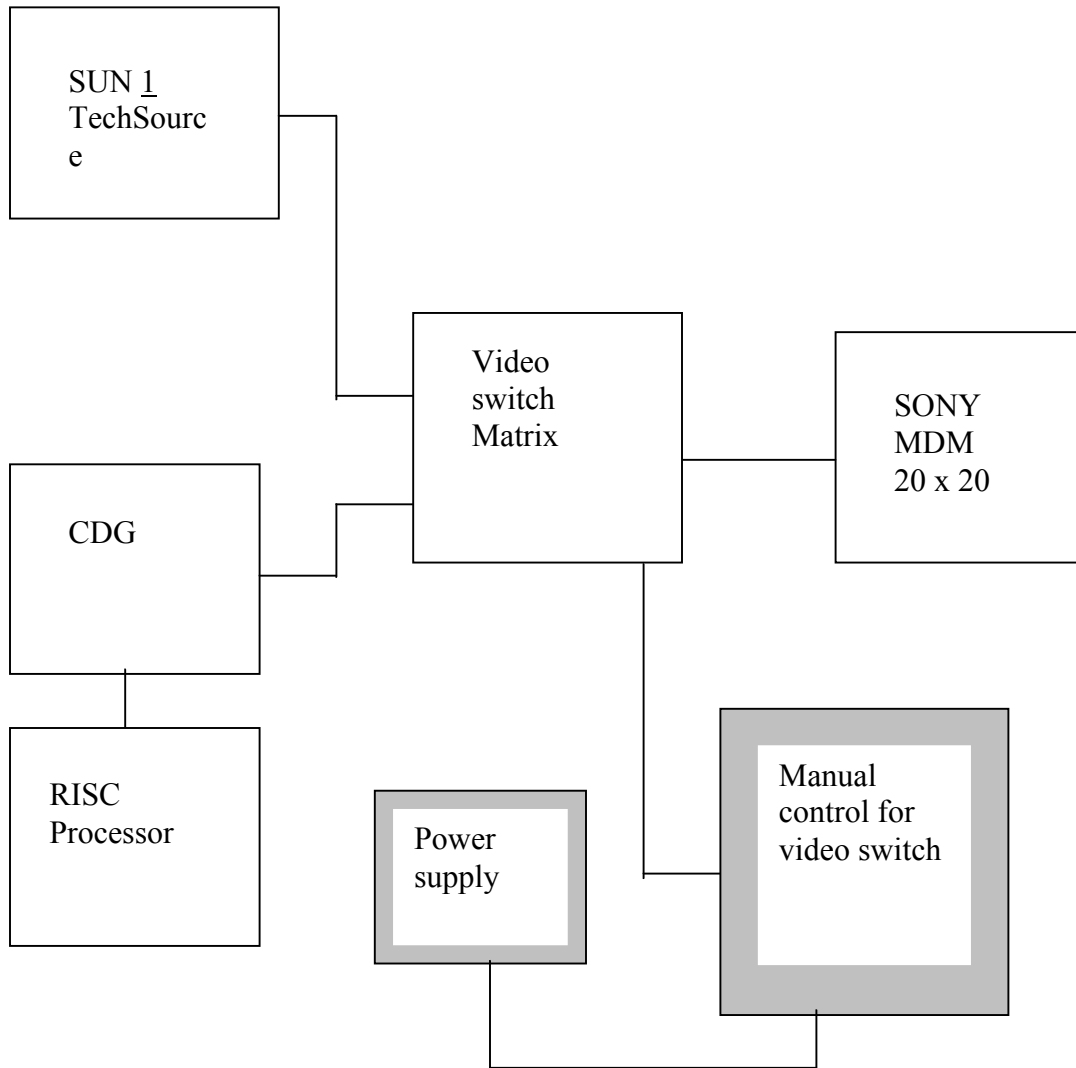 SUN 1
TechSourc
e
Video
switch
Matrix
SONY
MDM
20 x 20
CDG
RISC
Processor
Power
supply
Manual
control for
video switch